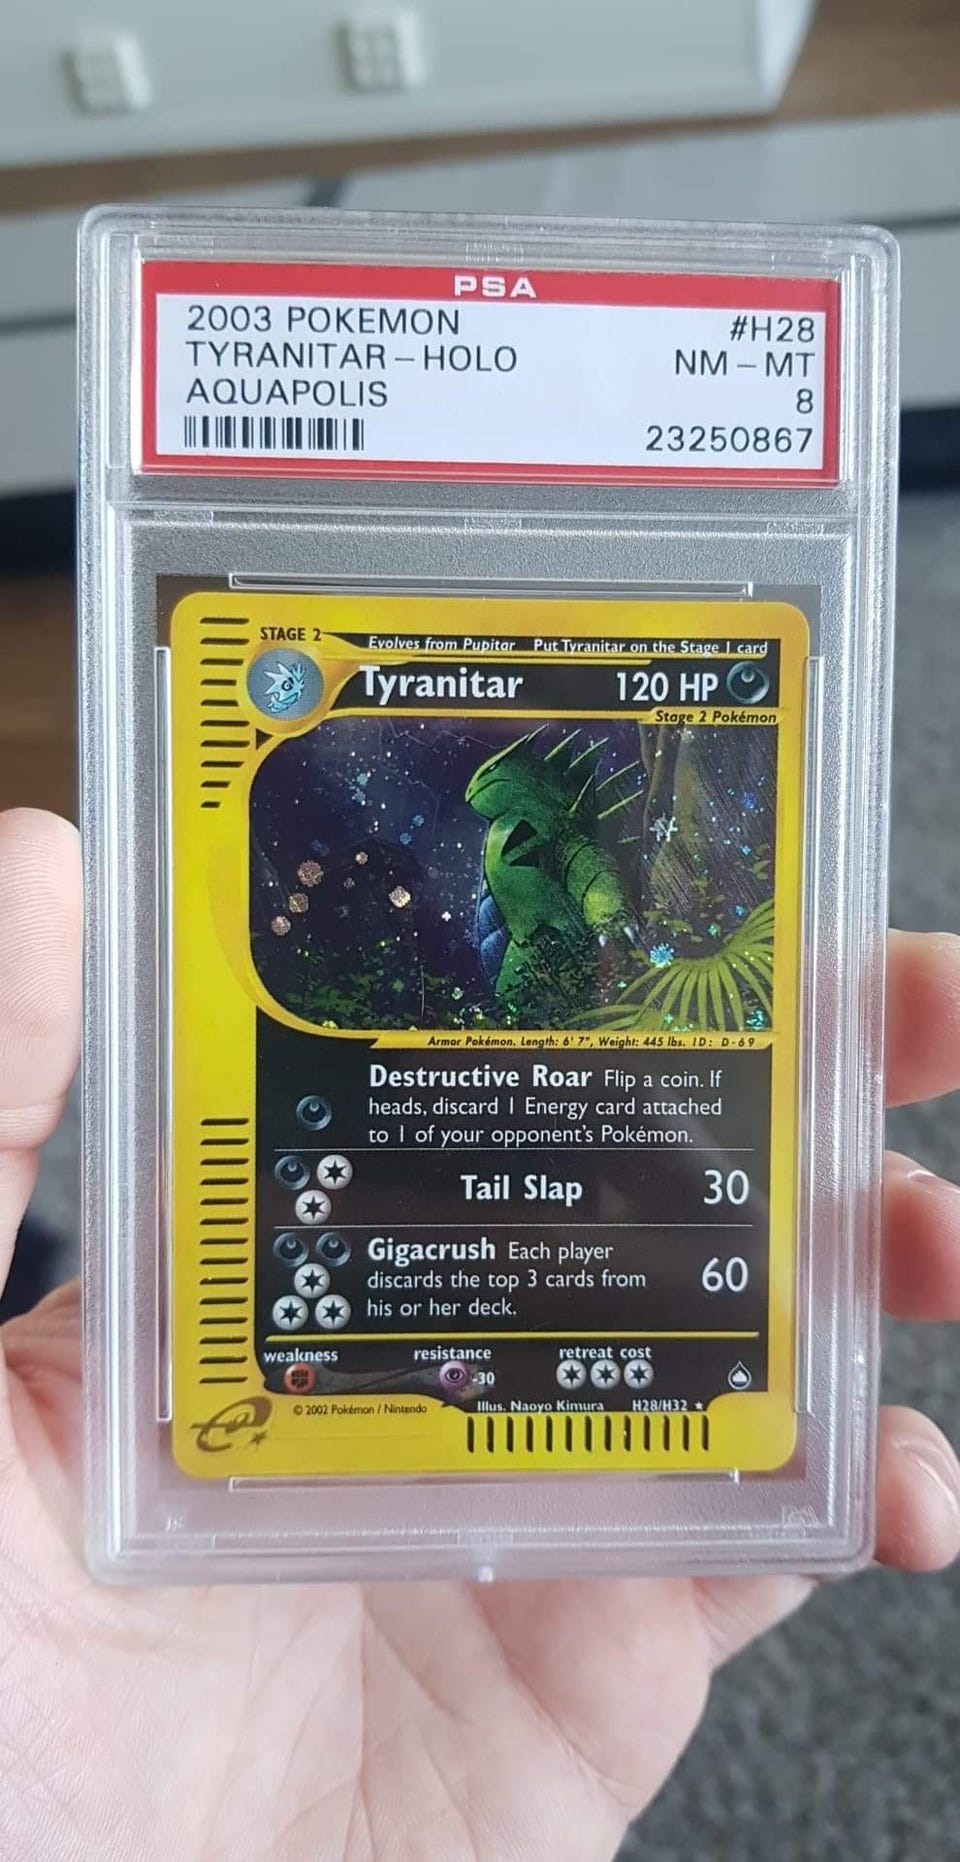 PSA
2003 POKEMON #H28
TYRANITAR – HOLO NM – MT
AQUAPOLIS 8
23250867
STAGE 2 Evolves from Pupitar Put Tyranitar on the Stage 1 card
Tyranitar 120 HP
Stage 2 Pokémon
Armor Pokémon. Length: 6' 7", Weight: 445 lbs. ID: D-69
Destructive Roar Flip a coin. If
heads, discard 1 Energy card attached
to 1 of your opponent's Pokémon.
Tail Slap 30
Gigacrush Each player
discards the top 3 cards from 60
his or her deck.
weakness resistance retreat cost
-30
© 2002 Pokémon / Nintendo Illus. Naoyo Kimura H28/H32 ★
e